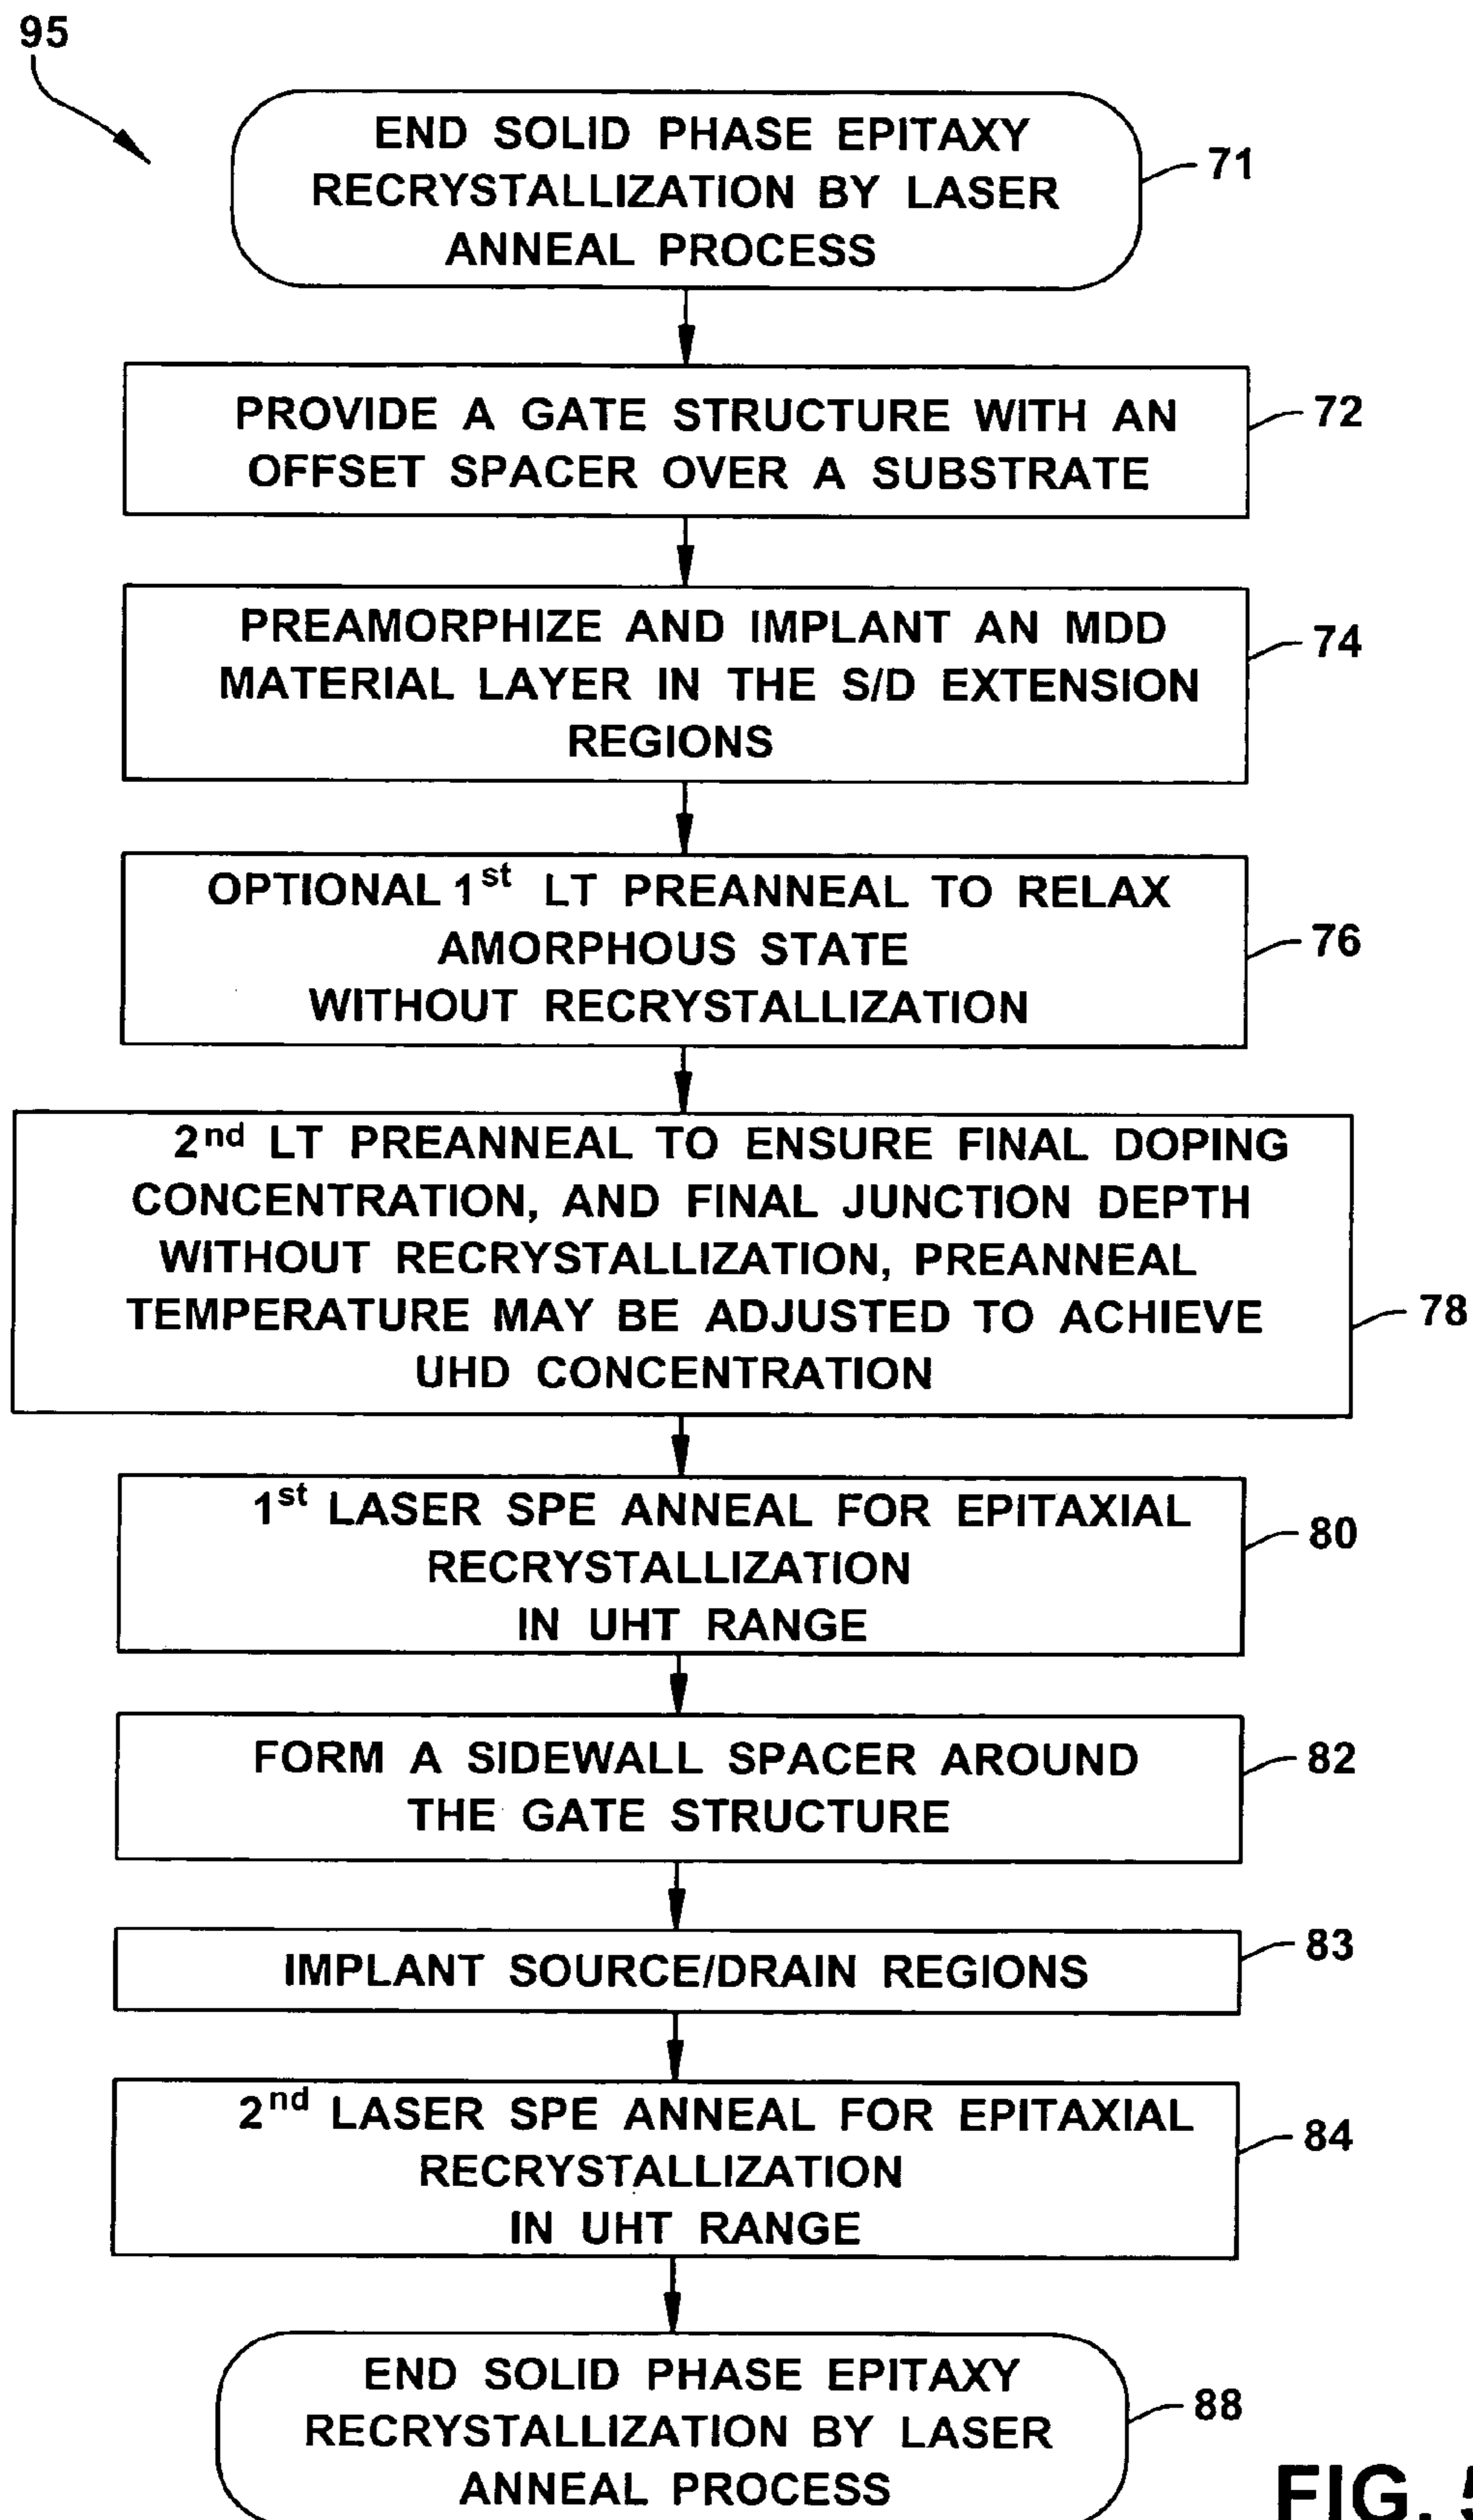 95
END SOLID PHASE EPITAXY
RECRYSTALLIZATION BY LASER
ANNEAL PROCESS
71
PROVIDE A GATE STRUCTURE WITH AN
OFFSET SPACER OVER A SUBSTRATE
72
PREAMORPHIZE AND IMPLANT AN MDD
MATERIAL LAYER IN THE S/D EXTENSION
REGIONS
74
OPTIONAL 1st LT PREANNEAL TO RELAX
AMORPHOUS STATE
WITHOUT RECRYSTALLIZATION
76
2nd LT PREANNEAL TO ENSURE FINAL DOPING
CONCENTRATION, AND FINAL JUNCTION DEPTH
WITHOUT RECRYSTALLIZATION, PREANNEAL
TEMPERATURE MAY BE ADJUSTED TO ACHIEVE
UHD CONCENTRATION
78
1st LASER SPE ANNEAL FOR EPITAXIAL
RECRYSTALLIZATION
IN UHT RANGE
80
FORM A SIDEWALL SPACER AROUND
THE GATE STRUCTURE
82
IMPLANT SOURCE/DRAIN REGIONS
83
2nd LASER SPE ANNEAL FOR EPITAXIAL
RECRYSTALLIZATION
IN UHT RANGE
84
END SOLID PHASE EPITAXY
RECRYSTALLIZATION BY LASER
ANNEAL PROCESS
88
FIG.